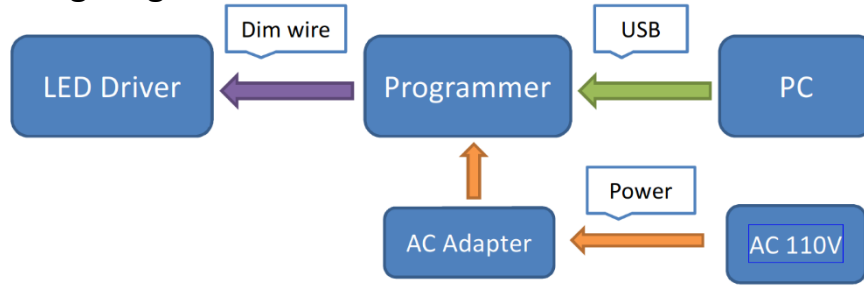 Dim wire
USB
LED Driver
Programmer
PC
Power
AC Adapter
AC 110V